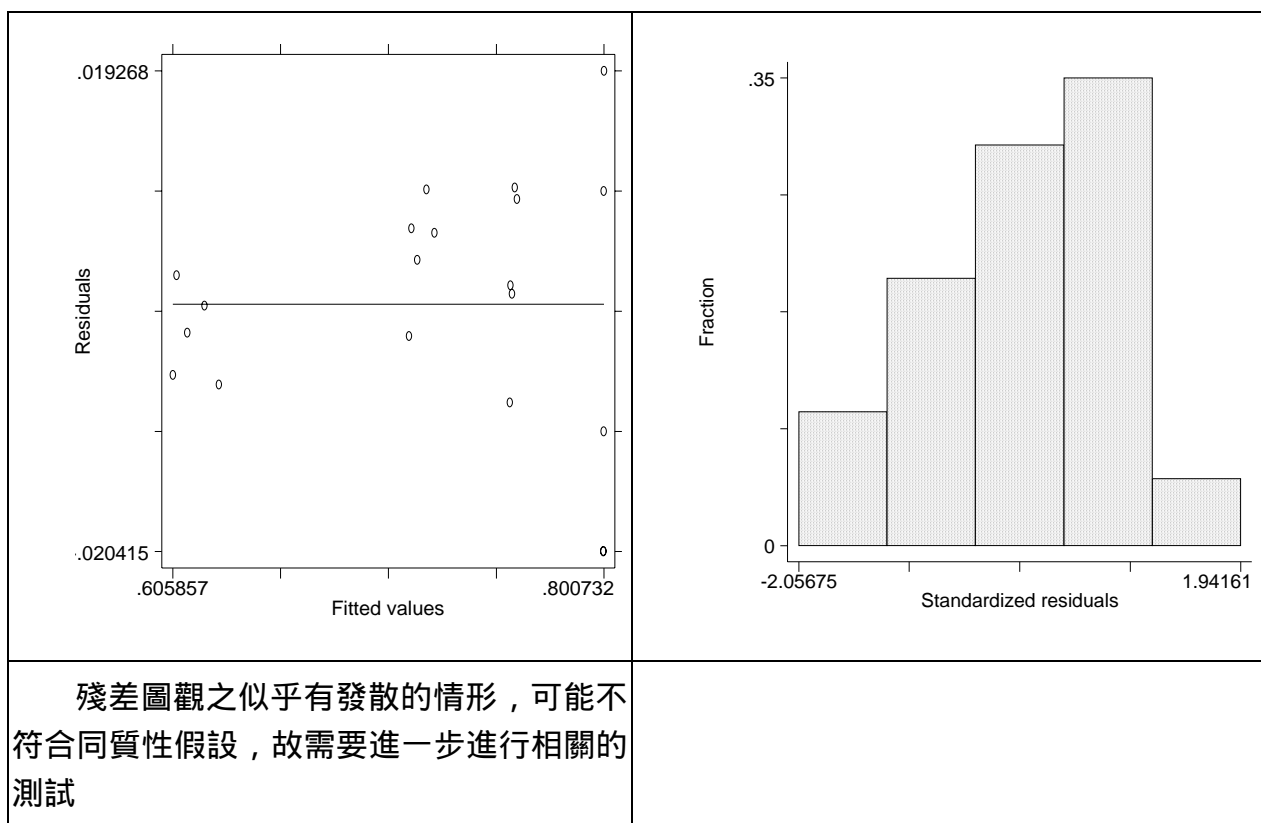 .019268
Residuals
-.020415
.605857
.800732
Fitted values
.35
Fraction
0
-2.05675
1.94161
Standardized residuals
殘差圖觀之似乎有發散的情形，可能不
符合同質性假設，故需要進一步進行相關的
測試